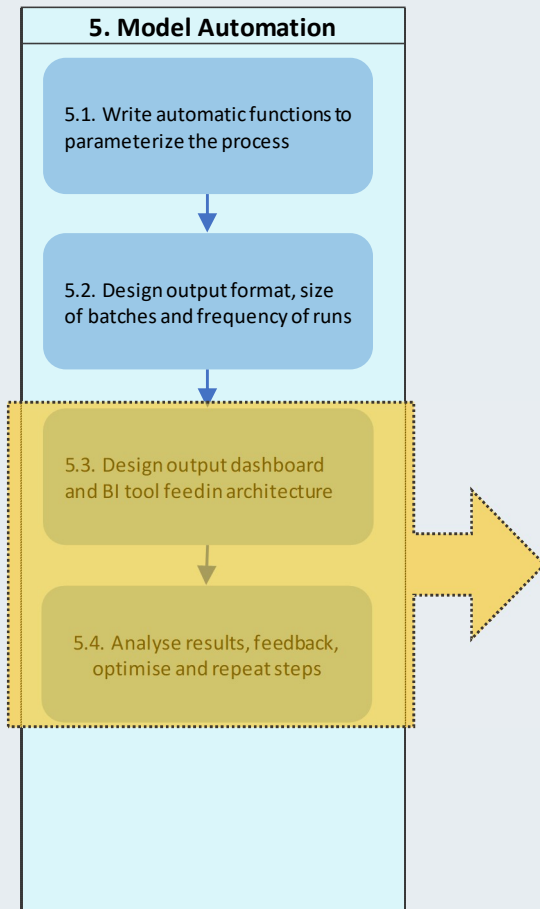 5. Model Automation
5.1. Write automatic functions to
parameterize the process
5.2. Design output format, size
of batches and frequency of runs
5.3. Design output dashboard
and BI tool feed in architecture
5.4. Analyse results, feedback,
optimise and repeat steps